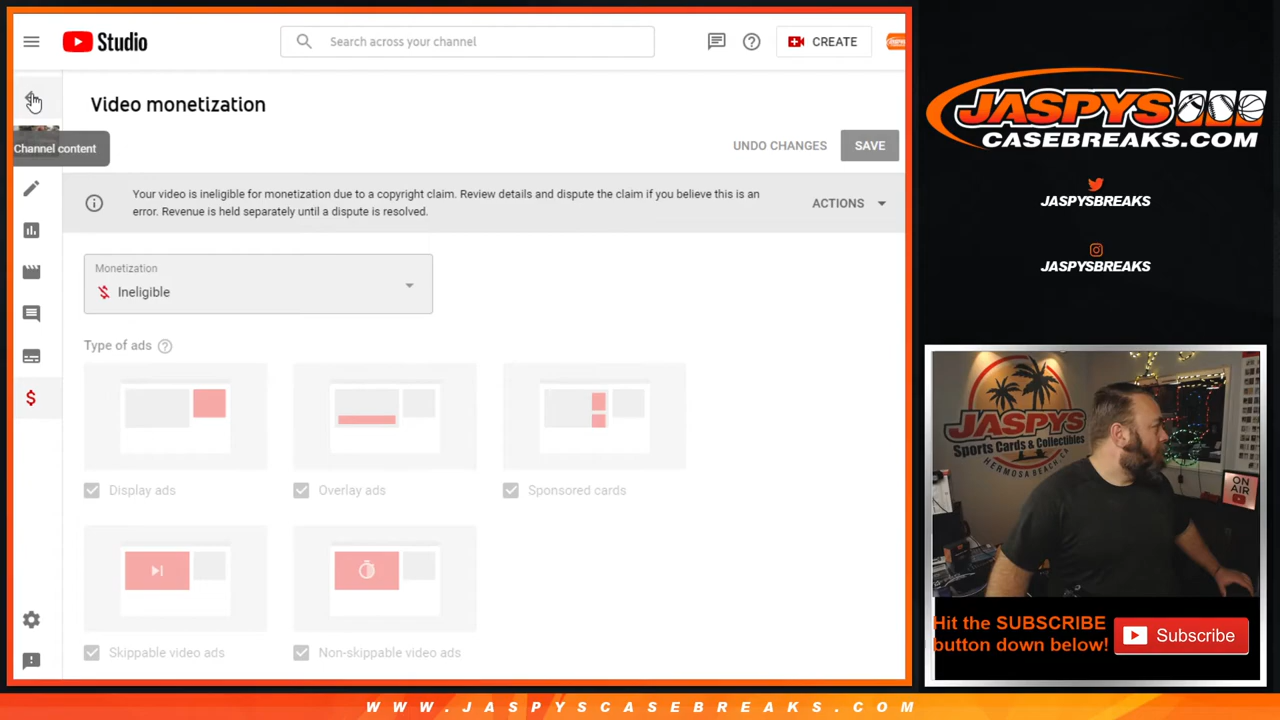 Studio
Search across your channel
CREATE
Video monetization
Channel content
UNDO CHANGES
SAVE
Your video is ineligible for monetization due to a copyright claim. Review details and dispute the claim if you believe this is an
error. Revenue is held separately until a dispute is resolved.
ACTIONS
Monetization
Ineligible
Type of ads
Display ads
Overlay ads
Sponsored cards
Skippable video ads
Non-skippable video ads
JASPYS
CASEBREAKS.COM
JASPYSBREAKS
JASPYSBREAKS
JASPYS
Sports Cards & Collectibles
HERMOSA BEACH, CA
ON
AIR
Hit the SUBSCRIBE
button down below!
Subscribe
WWW.JASPYSCASEBREAKS.COM